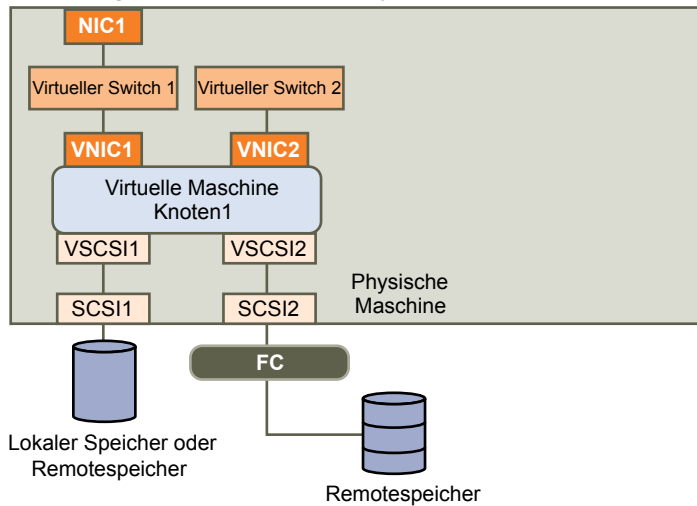 NIC1
Virtueller Switch 1
Virtueller Switch 2
VNIC1
VNIC2
Virtuelle Maschine
Knoten1
VSCSI1
VSCSI2
Physische
Maschine
SCSI1
SCSI2
FC
Lokaler Speicher oder
Remotespeicher
Remotespeicher